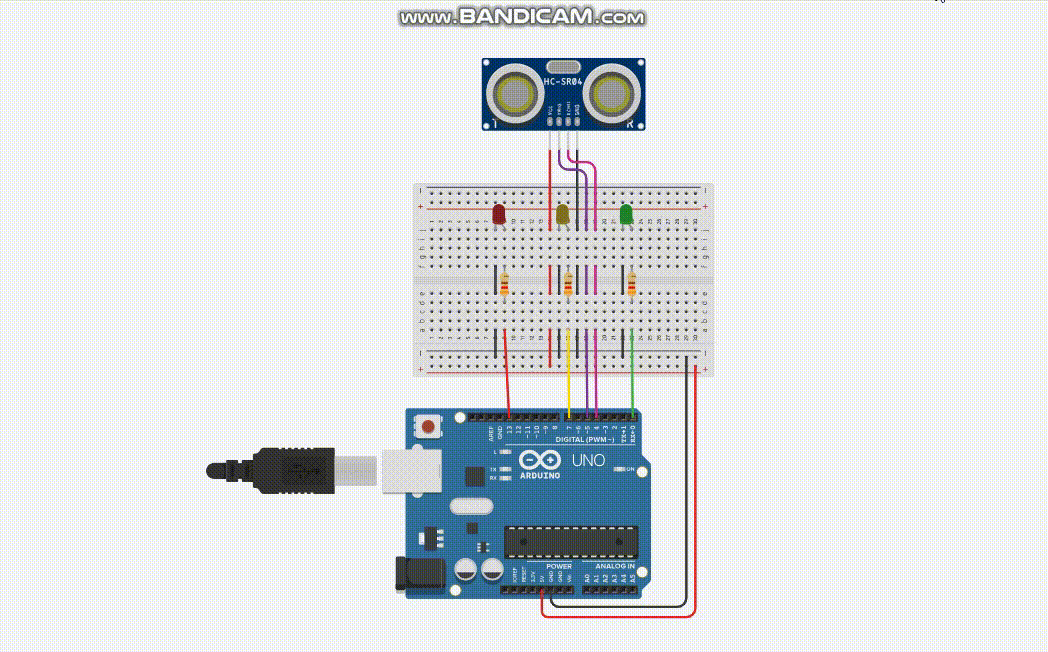 www.BANDICAM.com
HC-SR04
VCC TRIG ECHO GND
T R
AREF GND 13 12 ~11 ~10 ~9 8 7 ~6 ~5 4 ~3 2 TX→1 RX←0
DIGITAL (PWM~)
L
TX
RX
UNO
ON
ARDUINO
POWER ANALOG IN
IOREF RESET 3.3V 5V GND GND Vin A0 A1 A2 A3 A4 A5